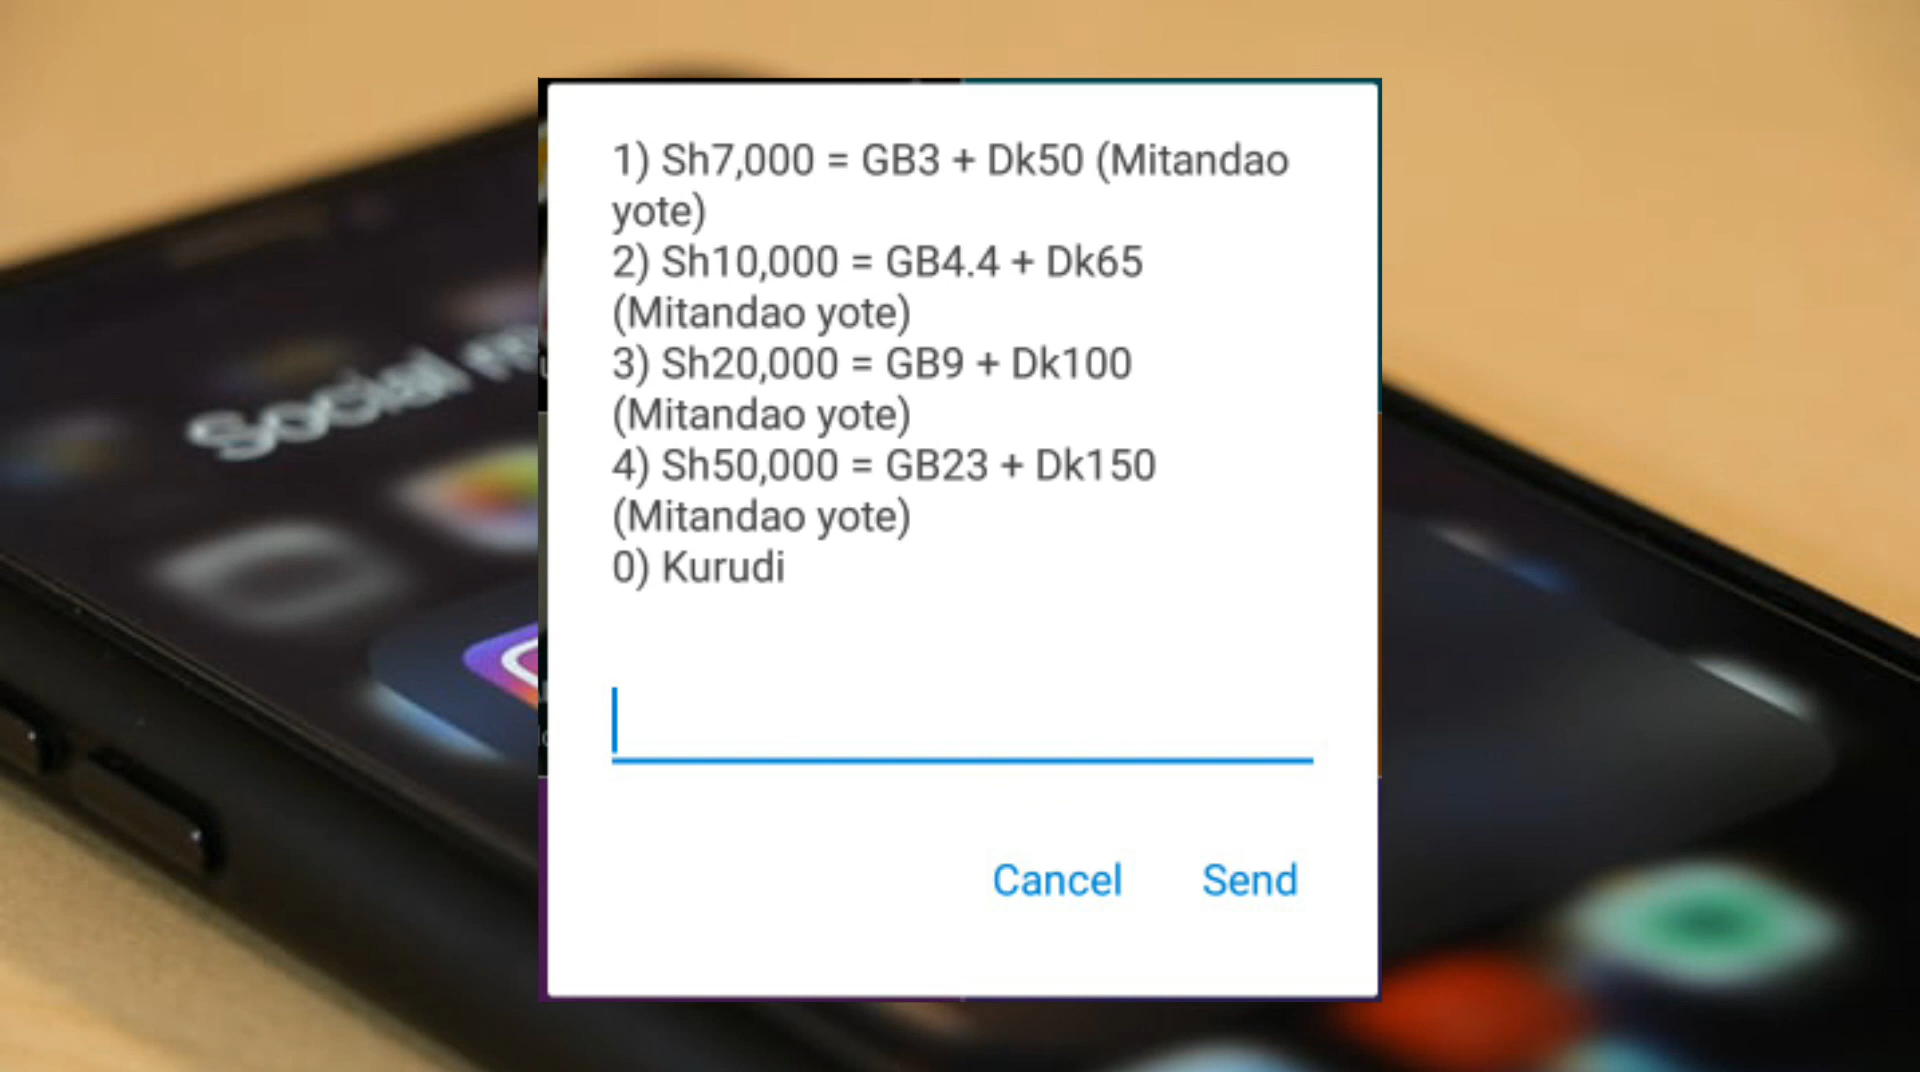 1) Sh7,000 = GB3 + Dk50 (Mitandao
yote)
2) Sh10,000 = GB4.4 + Dk65
(Mitandao yote)
3) Sh20,000 = GB9 + Dk100
(Mitandao yote)
4) Sh50,000 = GB23 + Dk150
(Mitandao yote)
0) Kurudi
Cancel Send
Social